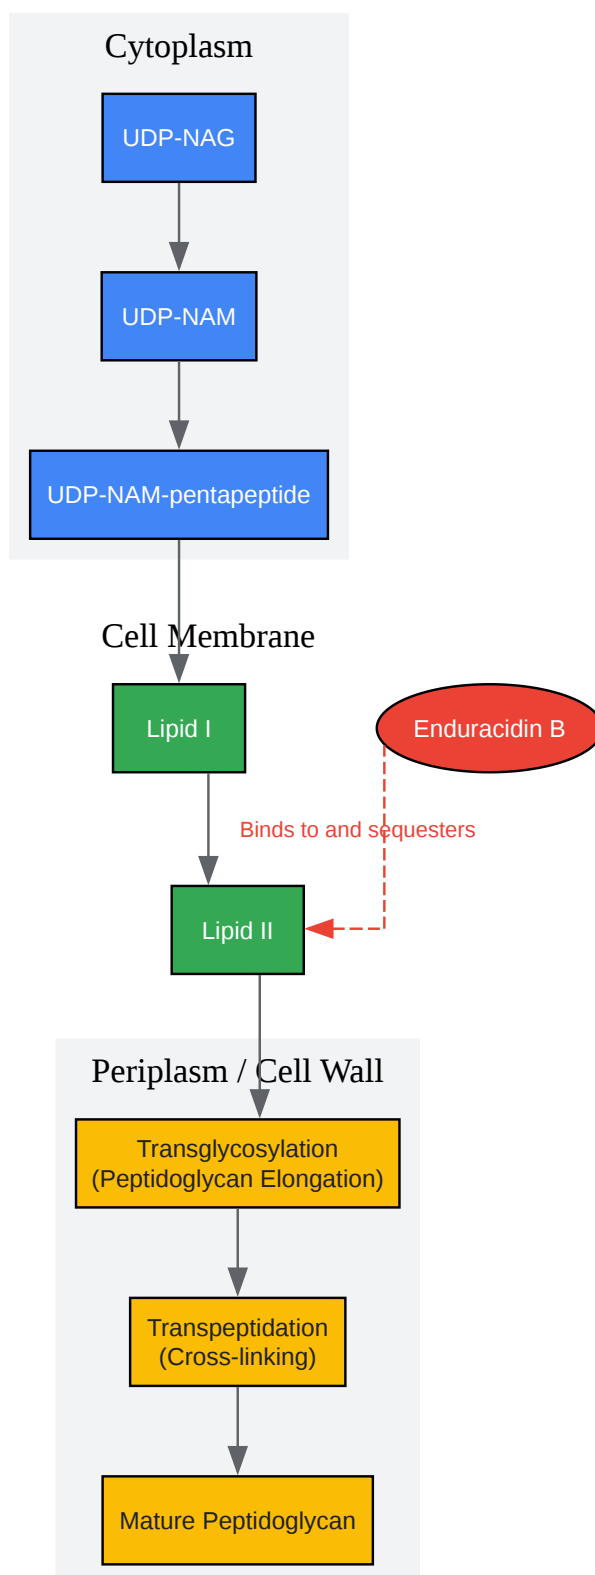 Cytoplasm
UDP-NAG
UDP-NAM
UDP-NAM-pentapeptide
Cell Membrane
Lipid I
Enduracidin B
Binds to and sequesters
Lipid II
Periplasm / Cell Wall
Transglycosylation
(Peptidoglycan Elongation)
Transpeptidation
(Cross-linking)
Mature Peptidoglycan